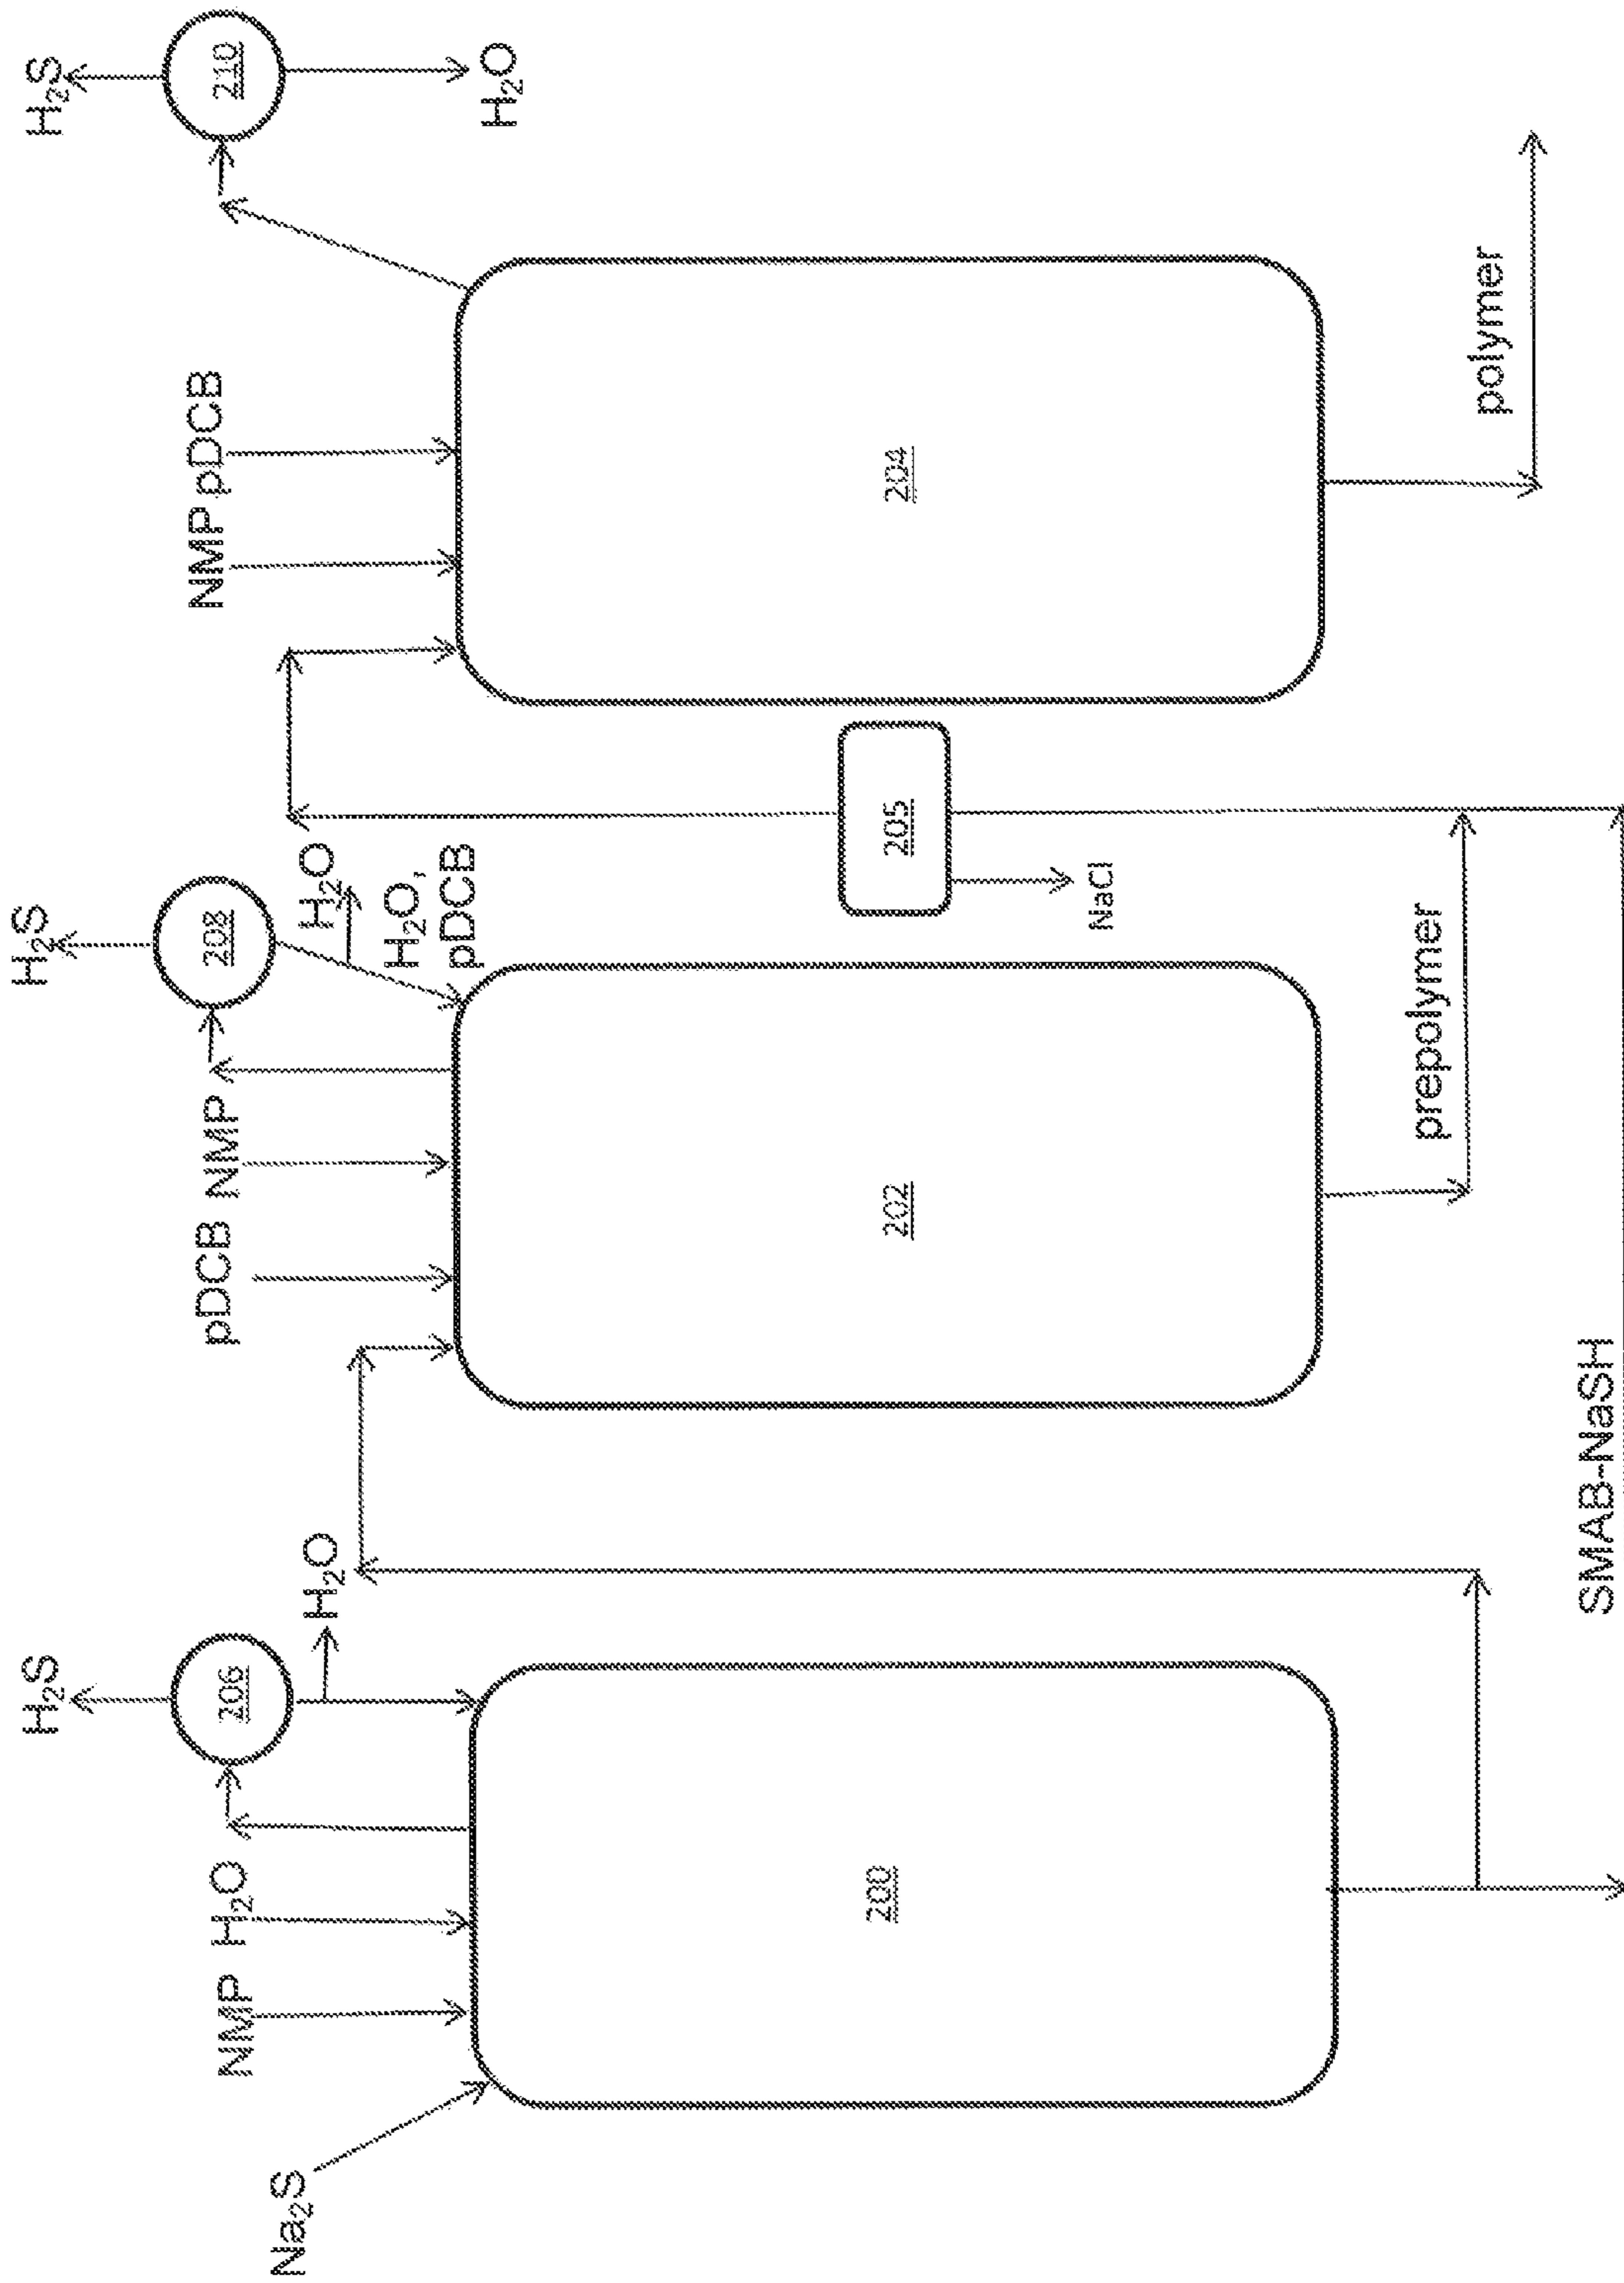 Na₂S
NMP
H₂O
206
H₂S
H₂O
200
SMAB-NaSH
pDCB
NMP
208
H₂S
H₂O
H₂O,
pDCB
202
prepolymer
205
NaCl
NMP
pDCB
210
H₂S
H₂O
204
polymer